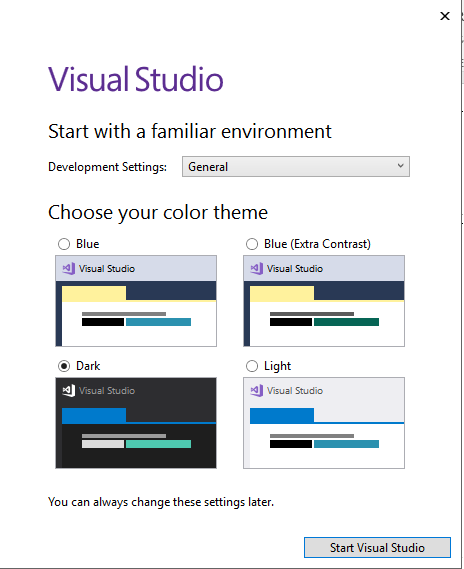 Visual Studio
Start with a familiar environment
Development Settings: General
Choose your color theme
Blue
Blue (Extra Contrast)
Visual Studio
Visual Studio
Dark
Light
Visual Studio
Visual Studio
You can always change these settings later.
Start Visual Studio